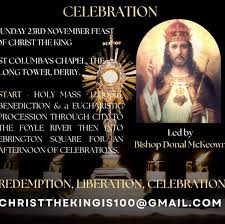 CELEBRATION
UNDAY 23RD NOVEMBER FEAST
OF CHRIST THE KING
ST COLUMBA'S CHAPEL, THE
LONG TOWER, DERRY.
START - HOLY MASS
BENEDICTION & a EUCHARISTIC
PROCESSION THROUGH CITY TO
THE FOYLE RIVER THEN INTO
EBRINGTON SQUARE FOR AN
AFTERNOON OF CELEBRATIONS.
Led by
Bishop Donal McKeown
REDEMPTION, LIBERATION, CELEBRATION
CHRISTTHEKINGIS100@GMAIL.COM